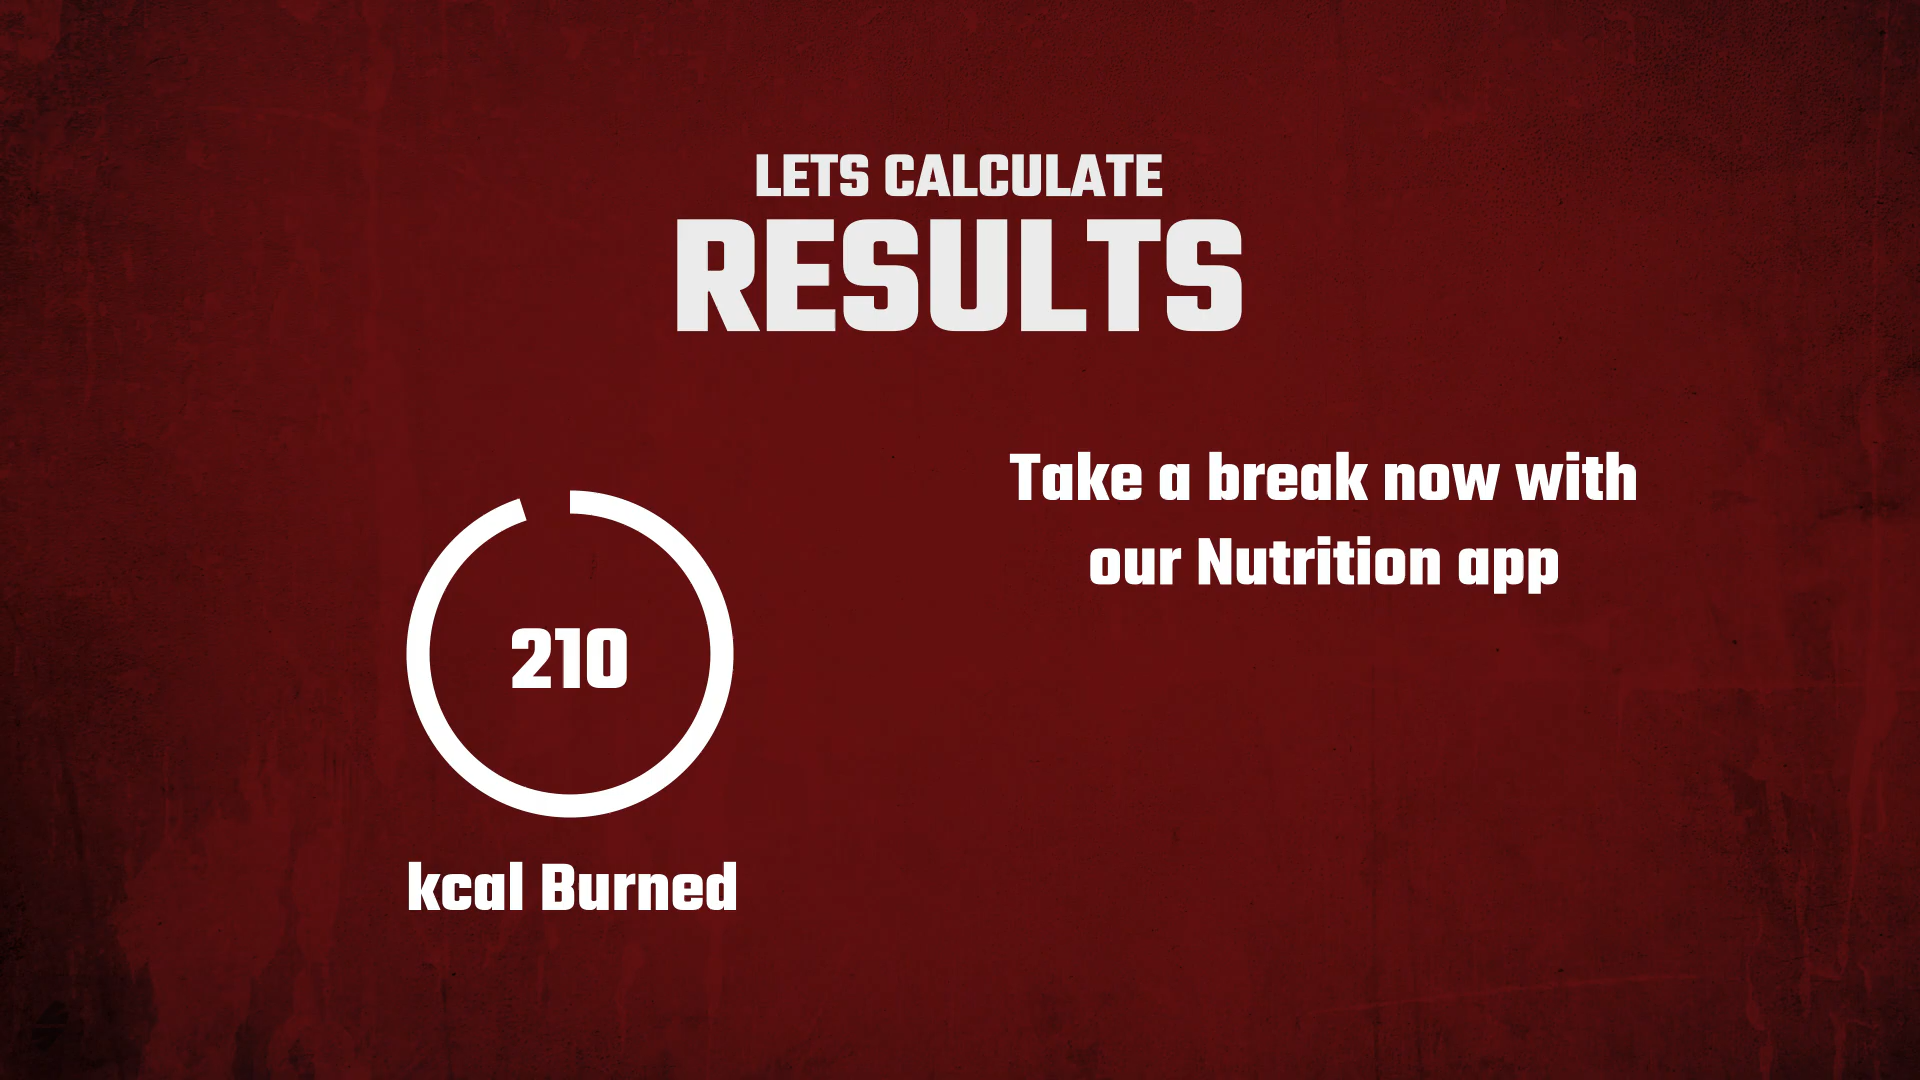 LETS CALCULATE
RESULTS
Take a break now with
our Nutrition app
210
kcal Burned